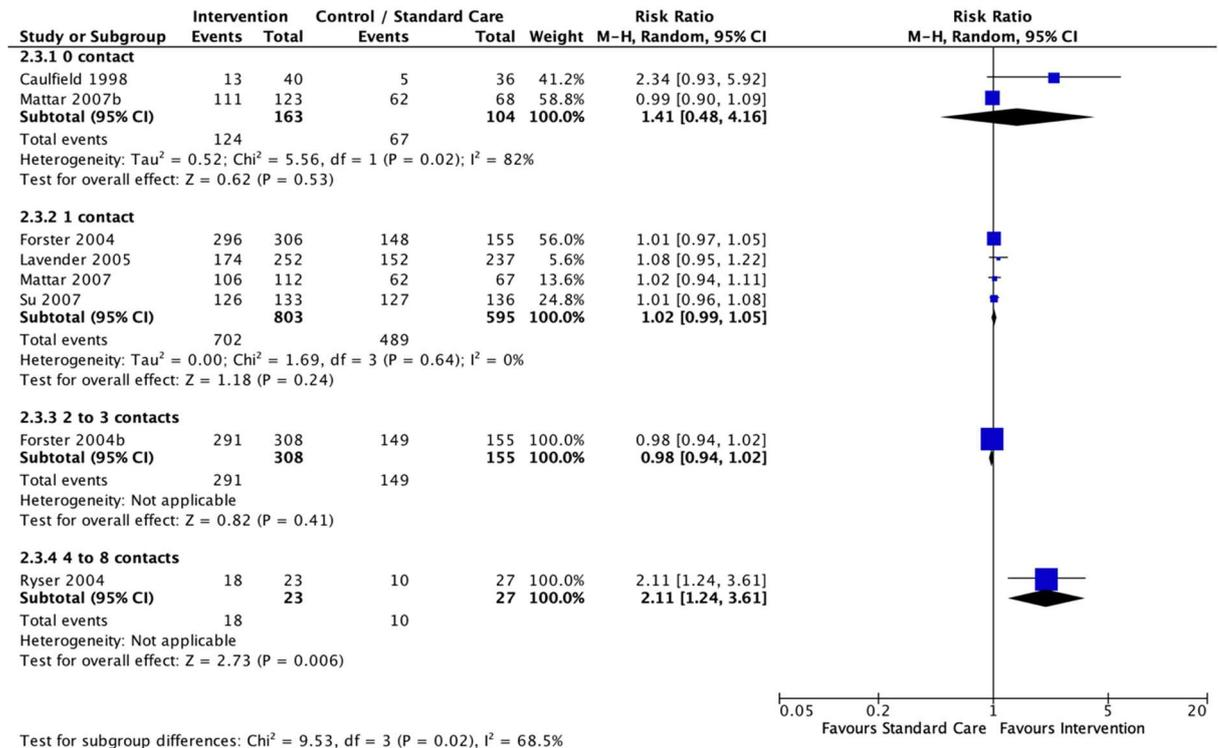 Intervention Control / Standard Care Risk Ratio Risk Ratio
Study or Subgroup Events Total Events Total Weight M-H, Random, 95% CI M-H, Random, 95% CI
2.3.1 0 contact
Caulfield 1998 13 40 5 36 41.2% 2.34 [0.93, 5.92]
Mattar 2007b 111 123 62 68 58.8% 0.99 [0.90, 1.09]
Subtotal (95% CI) 163 104 100.0% 1.41 [0.48, 4.16]
Total events 124 67
Heterogeneity: Tau² = 0.52; Chi² = 5.56, df = 1 (P = 0.02); I² = 82%
Test for overall effect: Z = 0.62 (P = 0.53)
2.3.2 1 contact
Forster 2004 296 306 148 155 56.0% 1.01 [0.97, 1.05]
Lavender 2005 174 252 152 237 5.6% 1.08 [0.95, 1.22]
Mattar 2007 106 112 62 67 13.6% 1.02 [0.94, 1.11]
Su 2007 126 133 127 136 24.8% 1.01 [0.96, 1.08]
Subtotal (95% CI) 803 595 100.0% 1.02 [0.99, 1.05]
Total events 702 489
Heterogeneity: Tau² = 0.00; Chi² = 1.69, df = 3 (P = 0.64); I² = 0%
Test for overall effect: Z = 1.18 (P = 0.24)
2.3.3 2 to 3 contacts
Forster 2004b 291 308 149 155 100.0% 0.98 [0.94, 1.02]
Subtotal (95% CI) 308 155 100.0% 0.98 [0.94, 1.02]
Total events 291 149
Heterogeneity: Not applicable
Test for overall effect: Z = 0.82 (P = 0.41)
2.3.4 4 to 8 contacts
Ryser 2004 18 23 10 27 100.0% 2.11 [1.24, 3.61]
Subtotal (95% CI) 23 27 100.0% 2.11 [1.24, 3.61]
Total events 18 10
Heterogeneity: Not applicable
Test for overall effect: Z = 2.73 (P = 0.006)
0.05 0.2 1 5 20
Favours Standard Care Favours Intervention
Test for subgroup differences: Chi² = 9.53, df = 3 (P = 0.02), I² = 68.5%